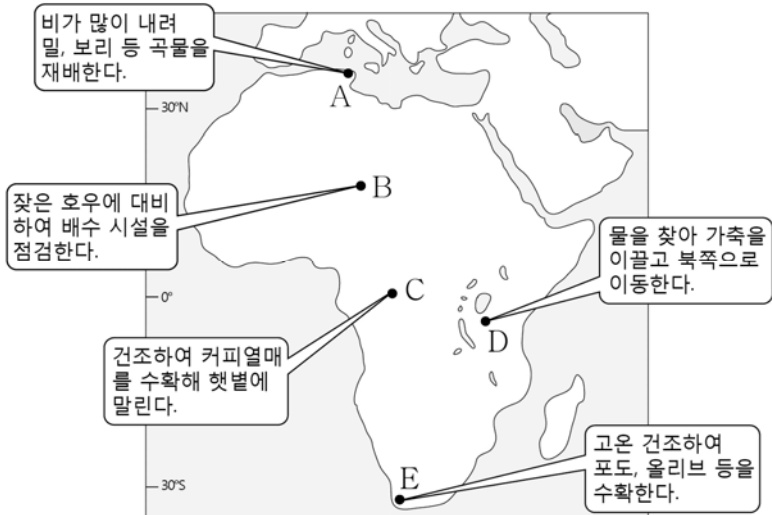 비가 많이 내려
밀, 보리 등 곡물을
재배한다.
A
30°N
B
잦은 호우에 대비
하여 배수 시설을
점검한다.
물을 찾아 가축을
이끌고 북쪽으로
이동한다.
C
0°
D
건조하여 커피열매
를 수확해 햇볕에
말린다.
고온 건조하여
포도, 올리브 등을
수확한다.
E
30°S